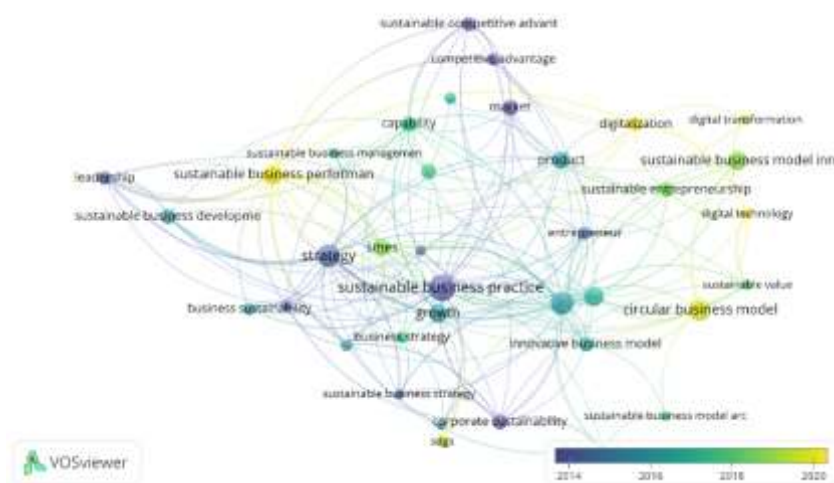 sustainable competitive advant
competitive advantage
market
capability
digitalization
digital transformation
sustainable business managemen
product
sustainable business model inn
leadership
sustainable business performan
sustainable entrepreneurship
sustainable business developme
digital technology
entrepreneur
smes
strategy
sustainable business practice
sustainable value
business sustainability
growth
circular business model
business strategy
innovative business model
sustainable business strategy
corporate sustainability
sustainable business model arc
sdgs
VOSviewer
2014 2016 2018 2020